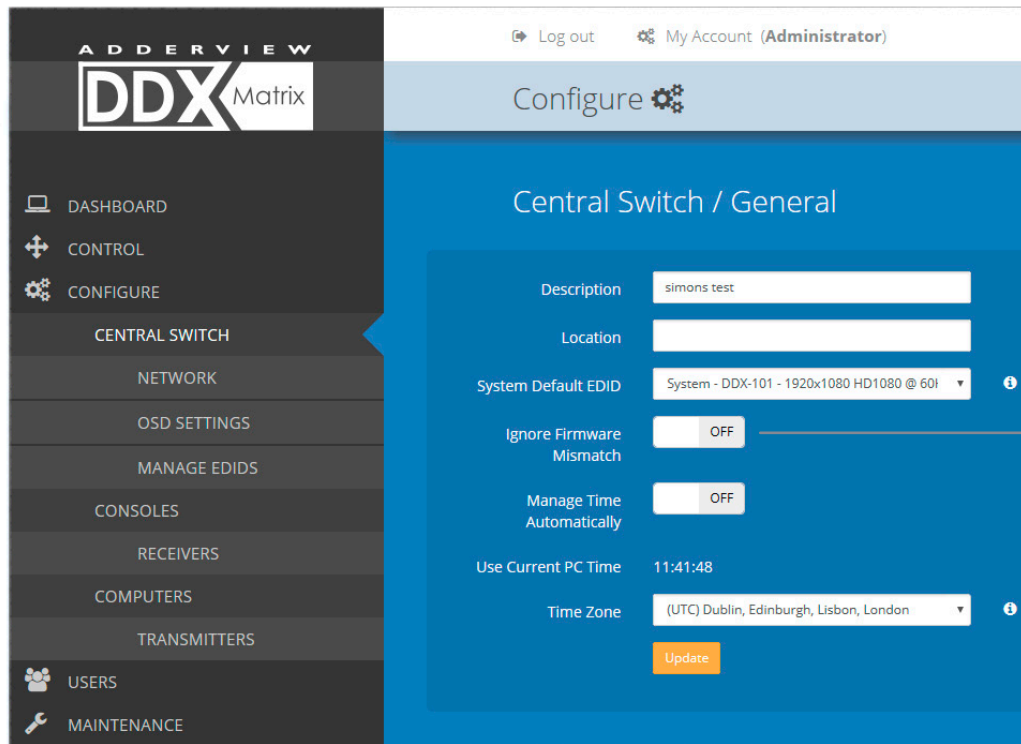 ADDERVIEW
DDX Matrix
Log out My Account (Administrator)
Configure
DASHBOARD
CONTROL
CONFIGURE
CENTRAL SWITCH
NETWORK
OSD SETTINGS
MANAGE EDIDS
CONSOLES
RECEIVERS
COMPUTERS
TRANSMITTERS
USERS
MAINTENANCE
Central Switch / General
Description simons test
Location
System Default EDID System - DDX-101 - 1920x1080 HD1080 @ 60
Ignore Firmware OFF
Mismatch
Manage Time OFF
Automatically
Use Current PC Time 11:41:48
Time Zone (UTC) Dublin, Edinburgh, Lisbon, London
Update